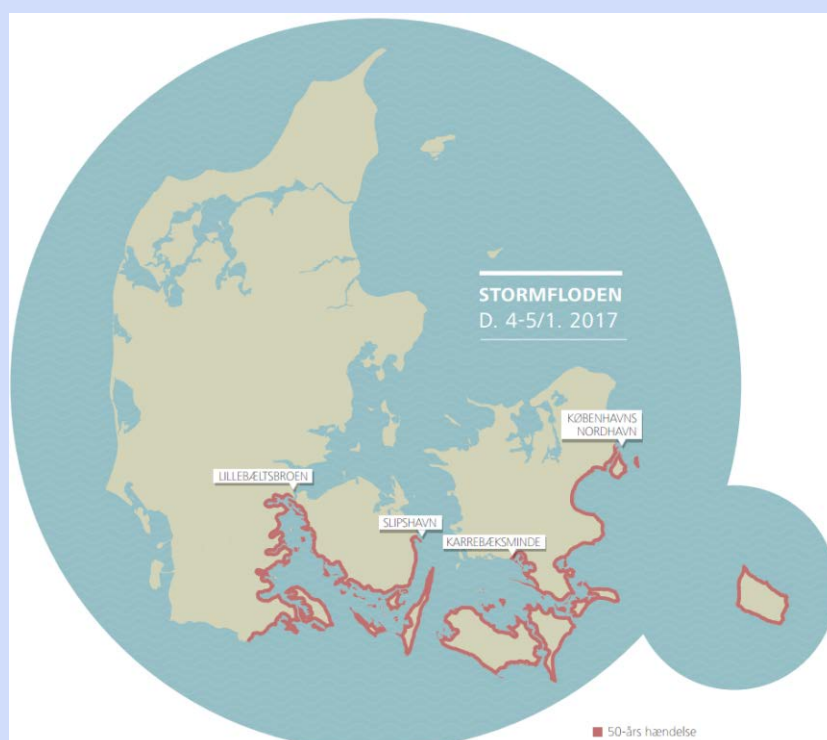 STORMFLODEN
D. 4-5/1. 2017
KØBENHAVNS
NORDHAVN
LILLEBÆLTSBROEN
SLIPSHAVN
KARREBÆKSMINDE
50-års hændelse